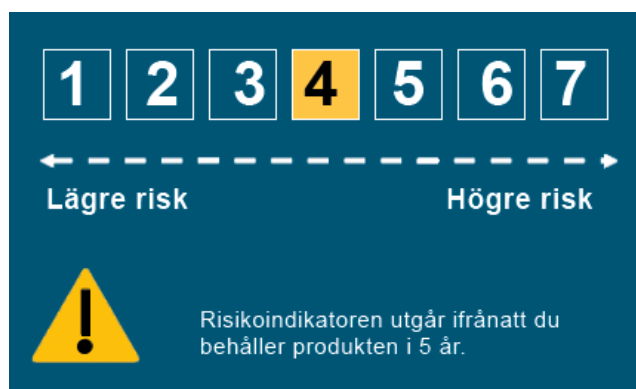 1 2 3 4 5 6 7
Lägre risk Högre risk
Risikoindikatoren utgår ifrånatt du
behåller produkten i 5 år.